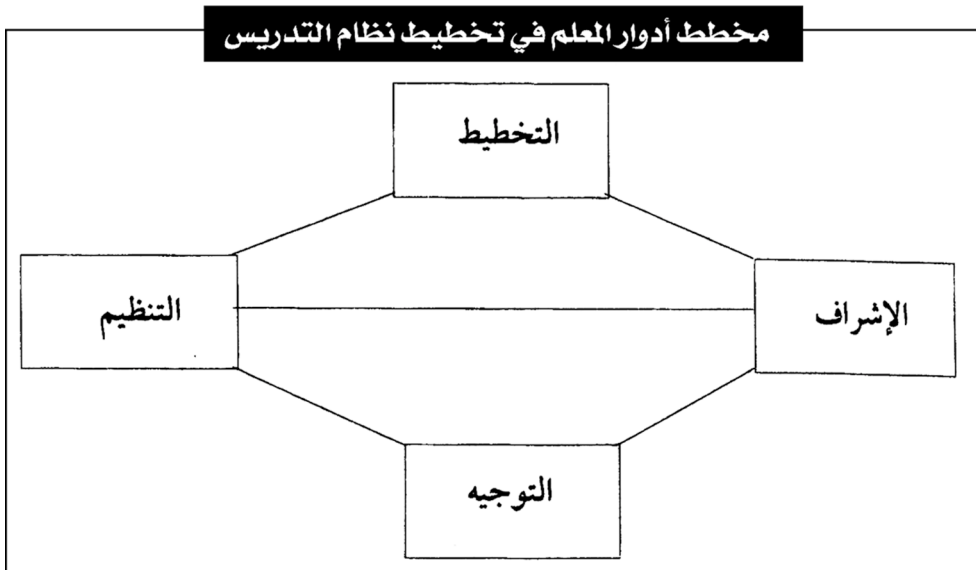 مخطط أدوار المعلم في تخطيط نظام التدريس
التخطيط
الإشراف
التنظيم
التوجيه